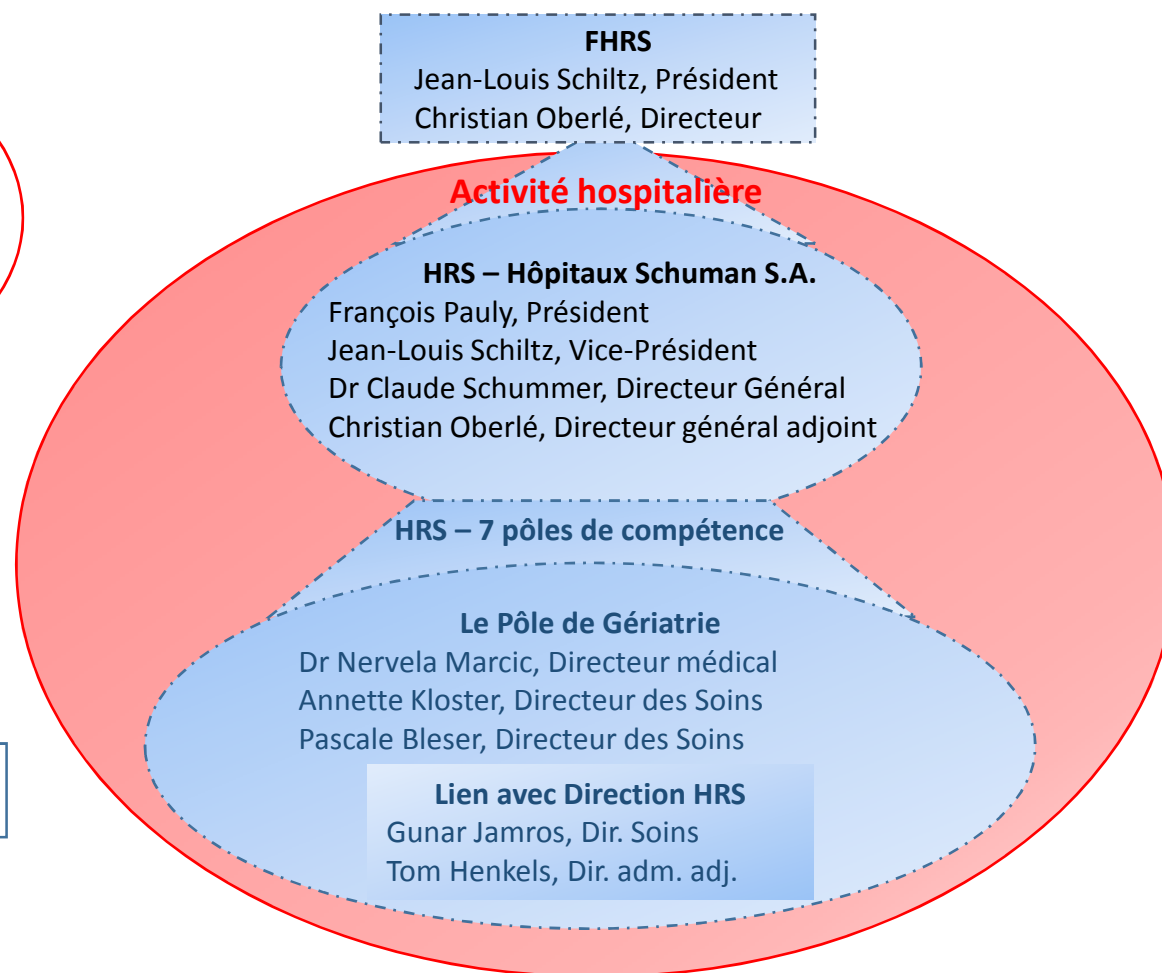 FHRS
Jean-Louis Schiltz, Président
Christian Oberlé, Directeur
Activité hospitalière
HRS – Hôpitaux Schuman S.A.
François Pauly, Président
Jean-Louis Schiltz, Vice-Président
Dr Claude Schummer, Directeur Général
Christian Oberlé, Directeur général adjoint
HRS – 7 pôles de compétence
Le Pôle de Gériatrie
Dr Nervela Marcic, Directeur médical
Annette Kloster, Directeur des Soins
Pascale Bleser, Directeur des Soins
Lien avec Direction HRS
Gunar Jamros, Dir. Soins
Tom Henkels, Dir. adm. adj.